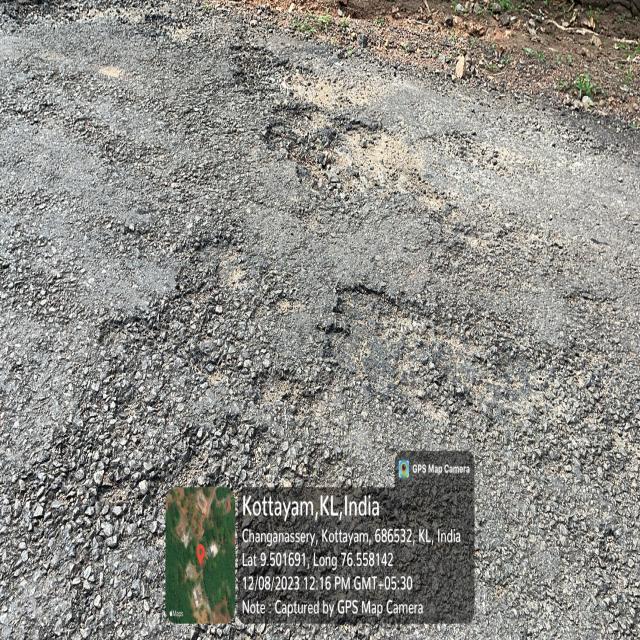 GPS Map Camera
Kottayam,KL,India
Changanassery, Kottayam, 686532, KL, India
Lat 9.501691, Long 76.558142
12/08/2023 12:16 PM GMT+05:30
Note : Captured by GPS Map Camera
Maps